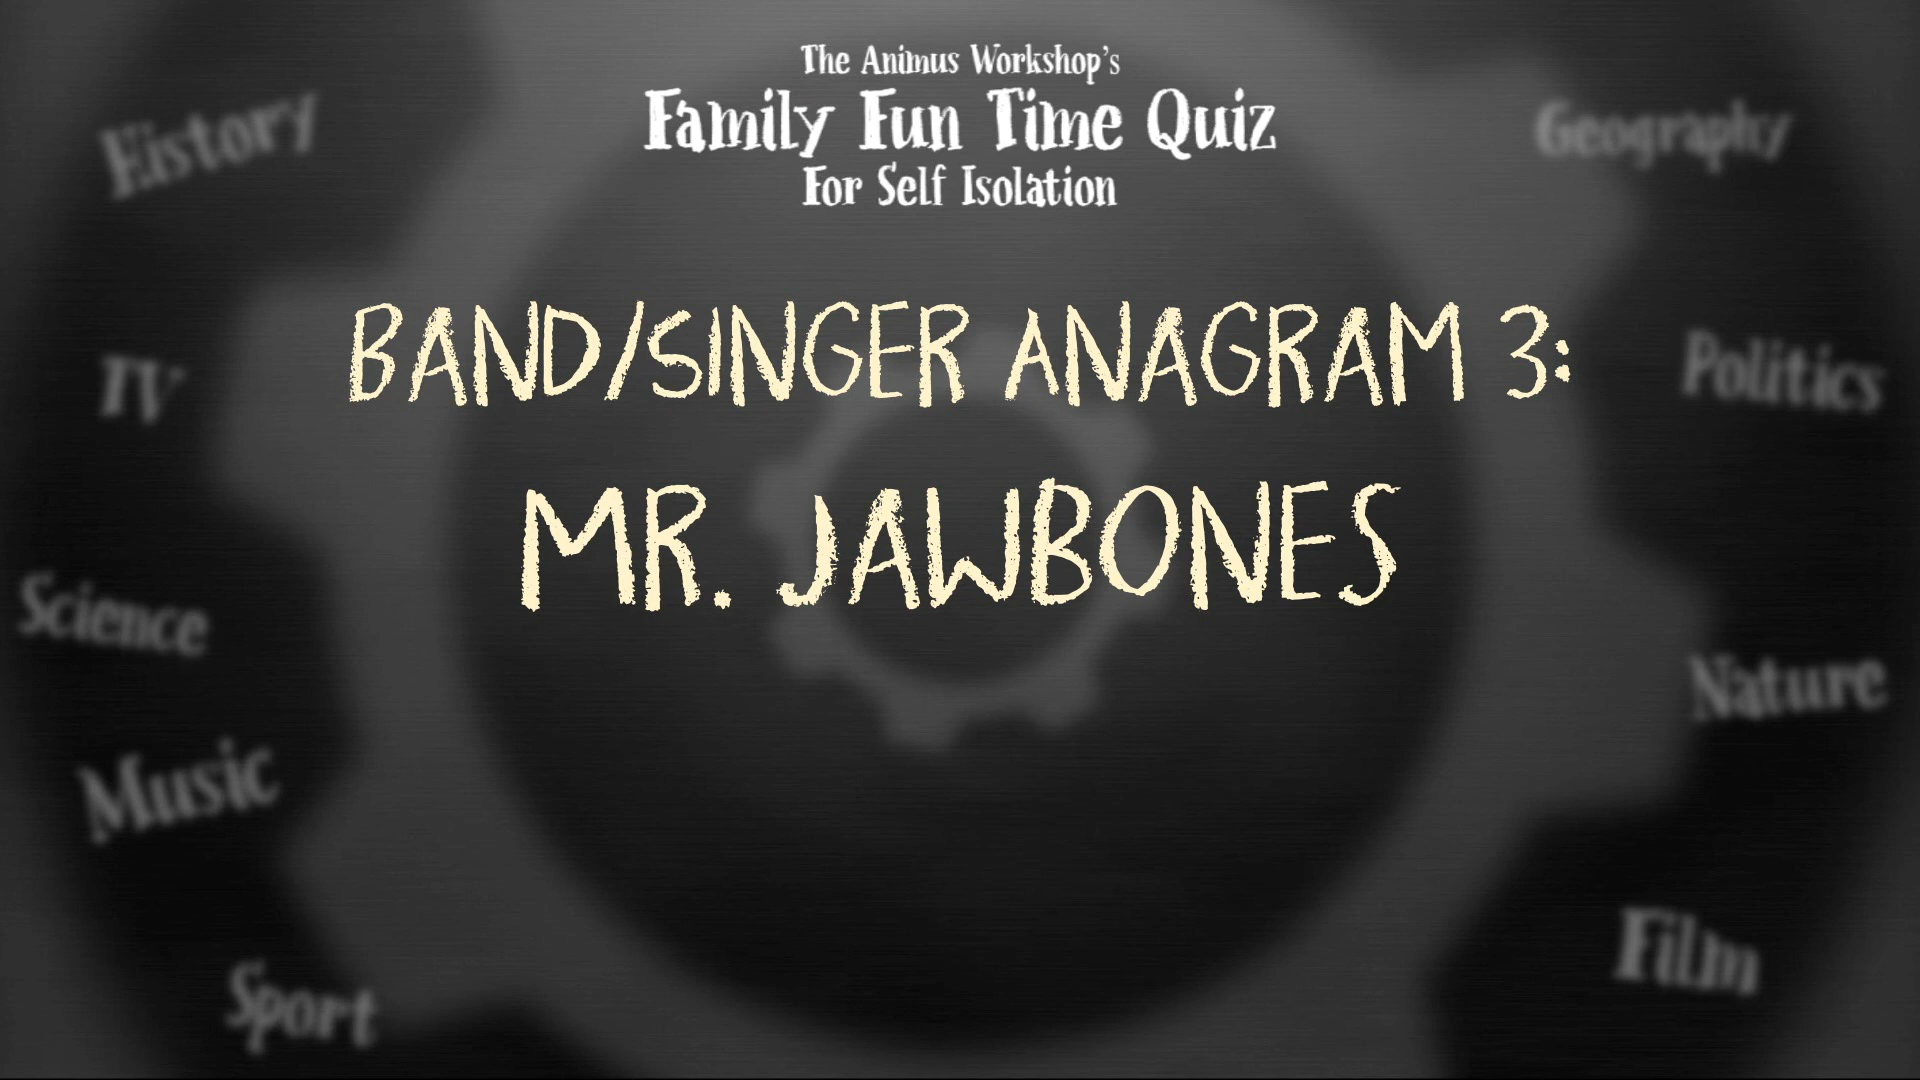 The Animus Workshop's
Family Fun Time Quiz
For Self Isolation
History
Geography
BAND/SINGER ANAGRAM 3:
TV
Politics
MR. JAWBONES
Science
Nature
Music
Film
Sport